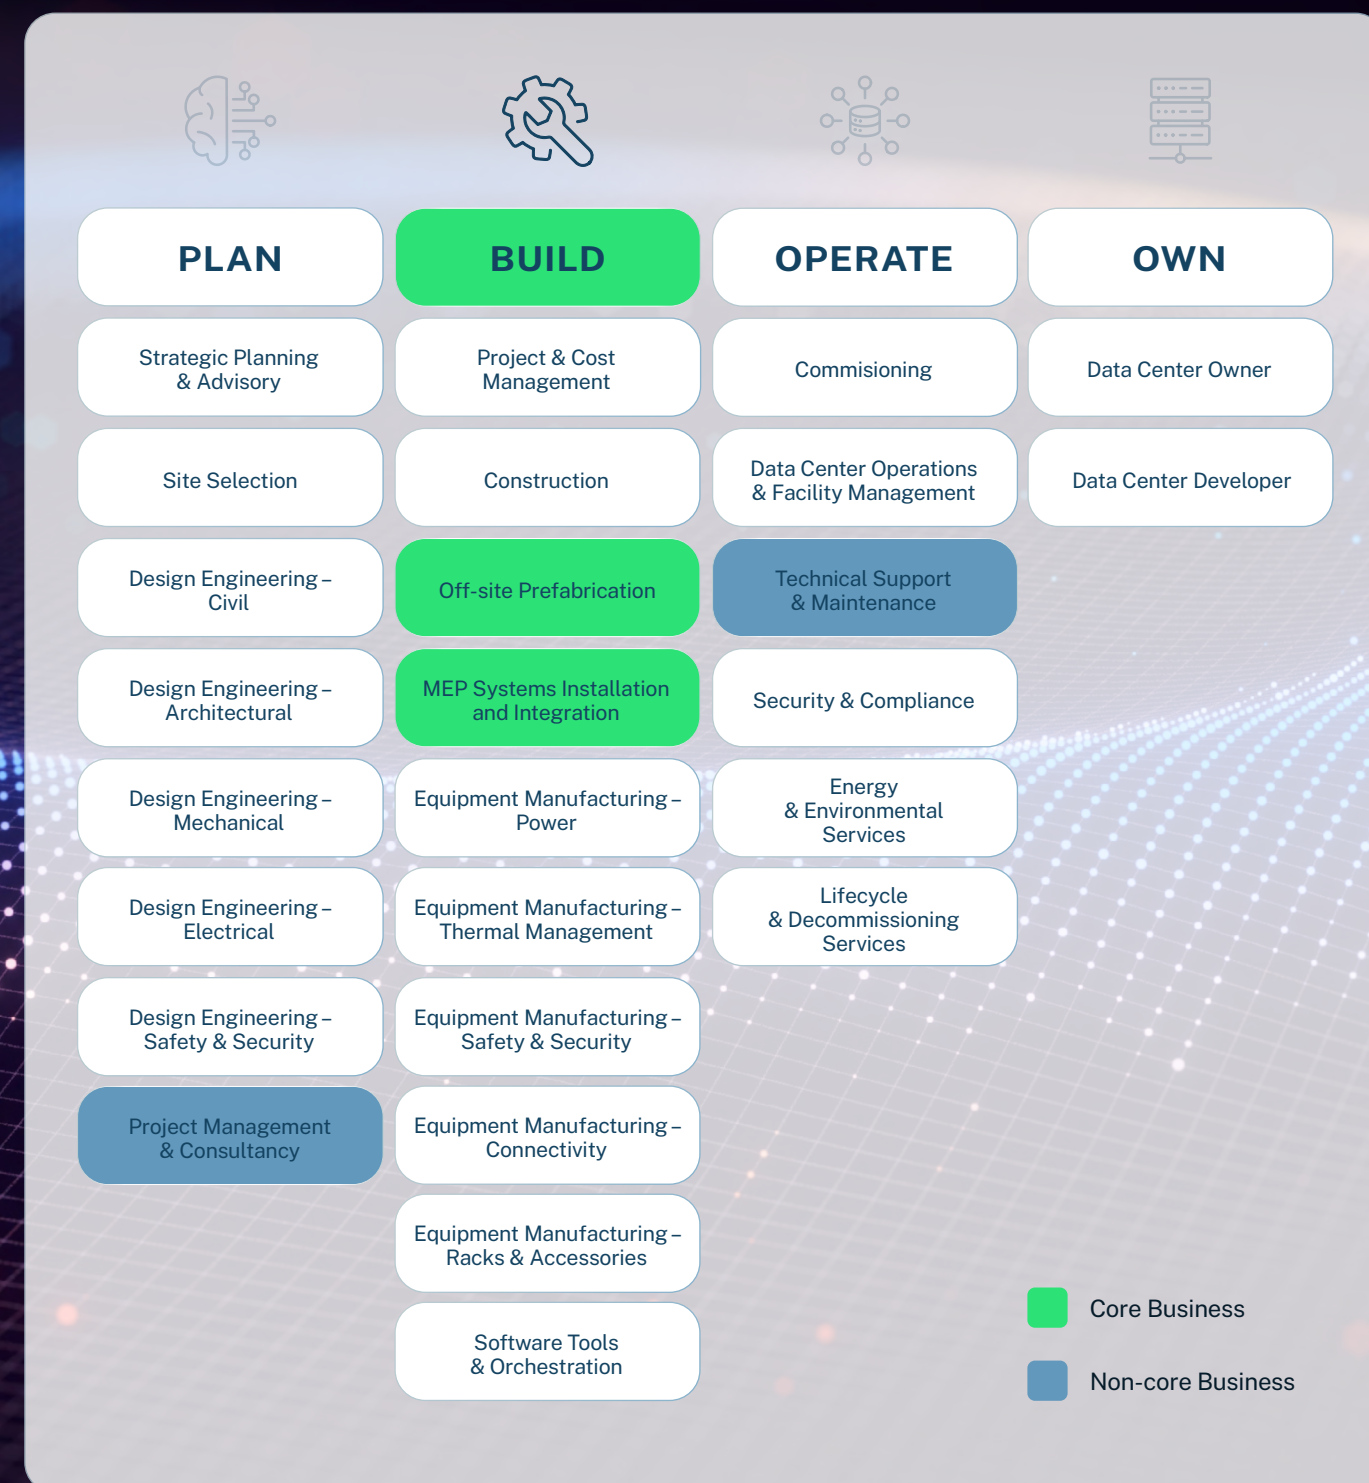 PLAN
BUILD
OPERATE
OWN
Strategic Planning
& Advisory
Project & Cost
Management
Commisioning
Data Center Owner
Site Selection
Construction
Data Center Operations
& Facility Management
Data Center Developer
Design Engineering –
Civil
Off-site Prefabrication
Technical Support
& Maintenance
Design Engineering –
Architectural
MEP Systems Installation
and Integration
Security & Compliance
Design Engineering –
Mechanical
Equipment Manufacturing –
Power
Energy
& Environmental
Services
Design Engineering –
Electrical
Equipment Manufacturing –
Thermal Management
Lifecycle
& Decommissioning
Services
Design Engineering –
Safety & Security
Equipment Manufacturing –
Safety & Security
Project Management
& Consultancy
Equipment Manufacturing –
Connectivity
Equipment Manufacturing –
Racks & Accessories
Software Tools
& Orchestration
Core Business
Non-core Business